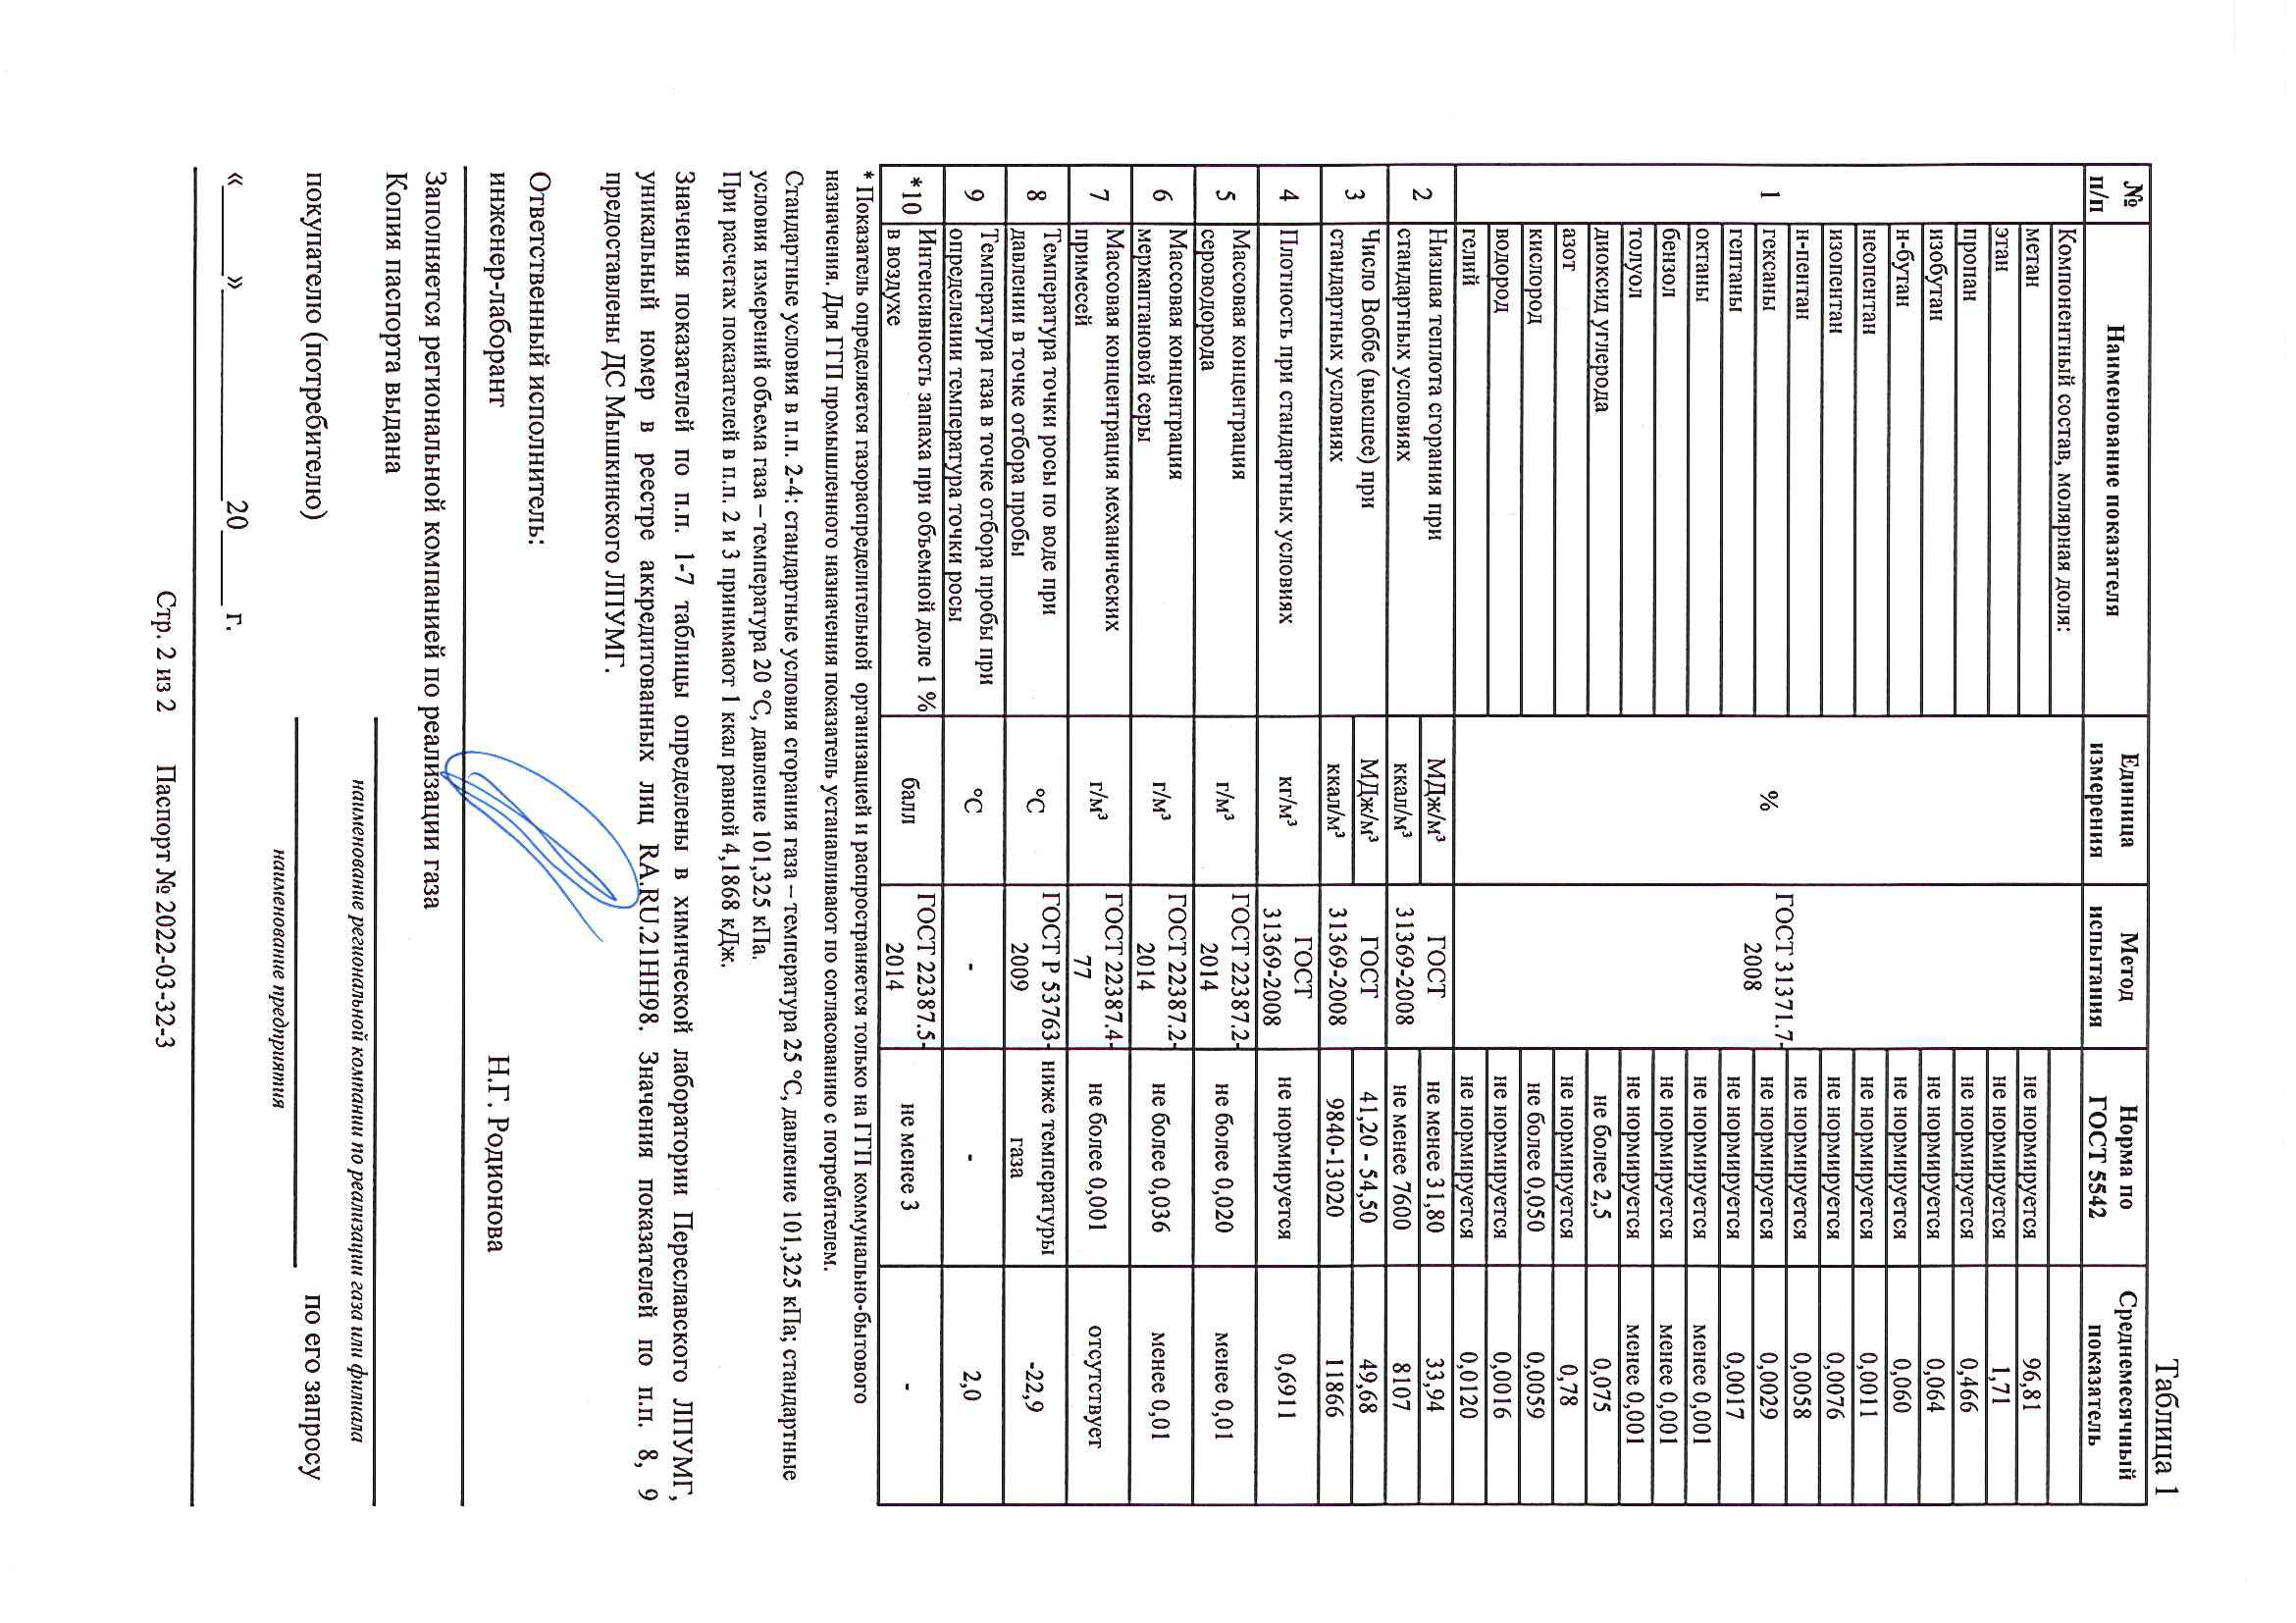 Таблица 1
№ п/п Наименование показателя Единица измерения Метод испытания Норма по ГОСТ 5542 Среднемесячный показатель
1 Компонентный состав, молярная доля: % ГОСТ 31371.7-2008
метан не нормируется 96,81
этан не нормируется 1,71
пропан не нормируется 0,466
изобутан не нормируется 0,064
н-бутан не нормируется 0,060
неопентан не нормируется 0,0011
изопентан не нормируется 0,0076
н-пентан не нормируется 0,0058
гексаны не нормируется 0,0029
гептаны не нормируется 0,0017
октаны не нормируется менее 0,001
бензол не нормируется менее 0,001
толуол не нормируется менее 0,001
диоксид углерода не более 2,5 0,075
азот не нормируется 0,78
кислород не более 0,050 0,0059
водород не нормируется 0,0016
гелий не нормируется 0,0120
2 Низшая теплота сгорания при МДж/м³ ГОСТ не менее 31,80 33,94
стандартных условиях ккал/м³ 31369-2008 не менее 7600 8107
3 Число Воббе (высшее) при МДж/м³ ГОСТ 41,20 - 54,50 49,68
стандартных условиях ккал/м³ 31369-2008 9840-13020 11866
4 Плотность при стандартных условиях кг/м³ ГОСТ 31369-2008 не нормируется 0,6911
5 Массовая концентрация сероводорода г/м³ ГОСТ 22387.2-2014 не более 0,020 менее 0,01
6 Массовая концентрация меркаптановой серы г/м³ ГОСТ 22387.2-2014 не более 0,036 менее 0,01
7 Массовая концентрация механических примесей г/м³ ГОСТ 22387.4-77 не более 0,001 отсутствует
8 Температура точки росы по воде при давлении в точке отбора пробы °С ГОСТ Р 53763-2009 ниже температуры газа -22,9
9 Температура газа в точке отбора пробы при определении температура точки росы °С - - 2,0
*10 Интенсивность запаха при объемной доле 1 % в воздухе балл ГОСТ 22387.5-2014 не менее 3 -
* Показатель определяется газораспределительной организацией и распространяется только на ГГП коммунально-бытового
назначения. Для ГГП промышленного назначения показатель устанавливают по согласованию с потребителем.
Стандартные условия в п.п. 2-4: стандартные условия сгорания газа – температура 25 °С, давление 101,325 кПа; стандартные
условия измерений объема газа – температура 20 °С, давление 101,325 кПа.
При расчетах показателей в п.п. 2 и 3 принимают 1 ккал равной 4,1868 кДж.
Значения показателей по п.п. 1-7 таблицы определены в химической лаборатории Переславского ЛПУМГ,
уникальный номер в реестре аккредитованных лиц RA.RU.21НН98. Значения показателей по п.п. 8, 9
предоставлены ДС Мышкинского ЛПУМГ.
Ответственный исполнитель:
инженер-лаборант Н.Г. Родионова
Заполняется региональной компанией по реализации газа
Копия паспорта выдана
наименование региональной компании по реализации газа или филиала
покупателю (потребителю) по его запросу
наименование предприятия
«____» ____________ 20____ г.
Стр. 2 из 2 Паспорт № 2022-03-32-3